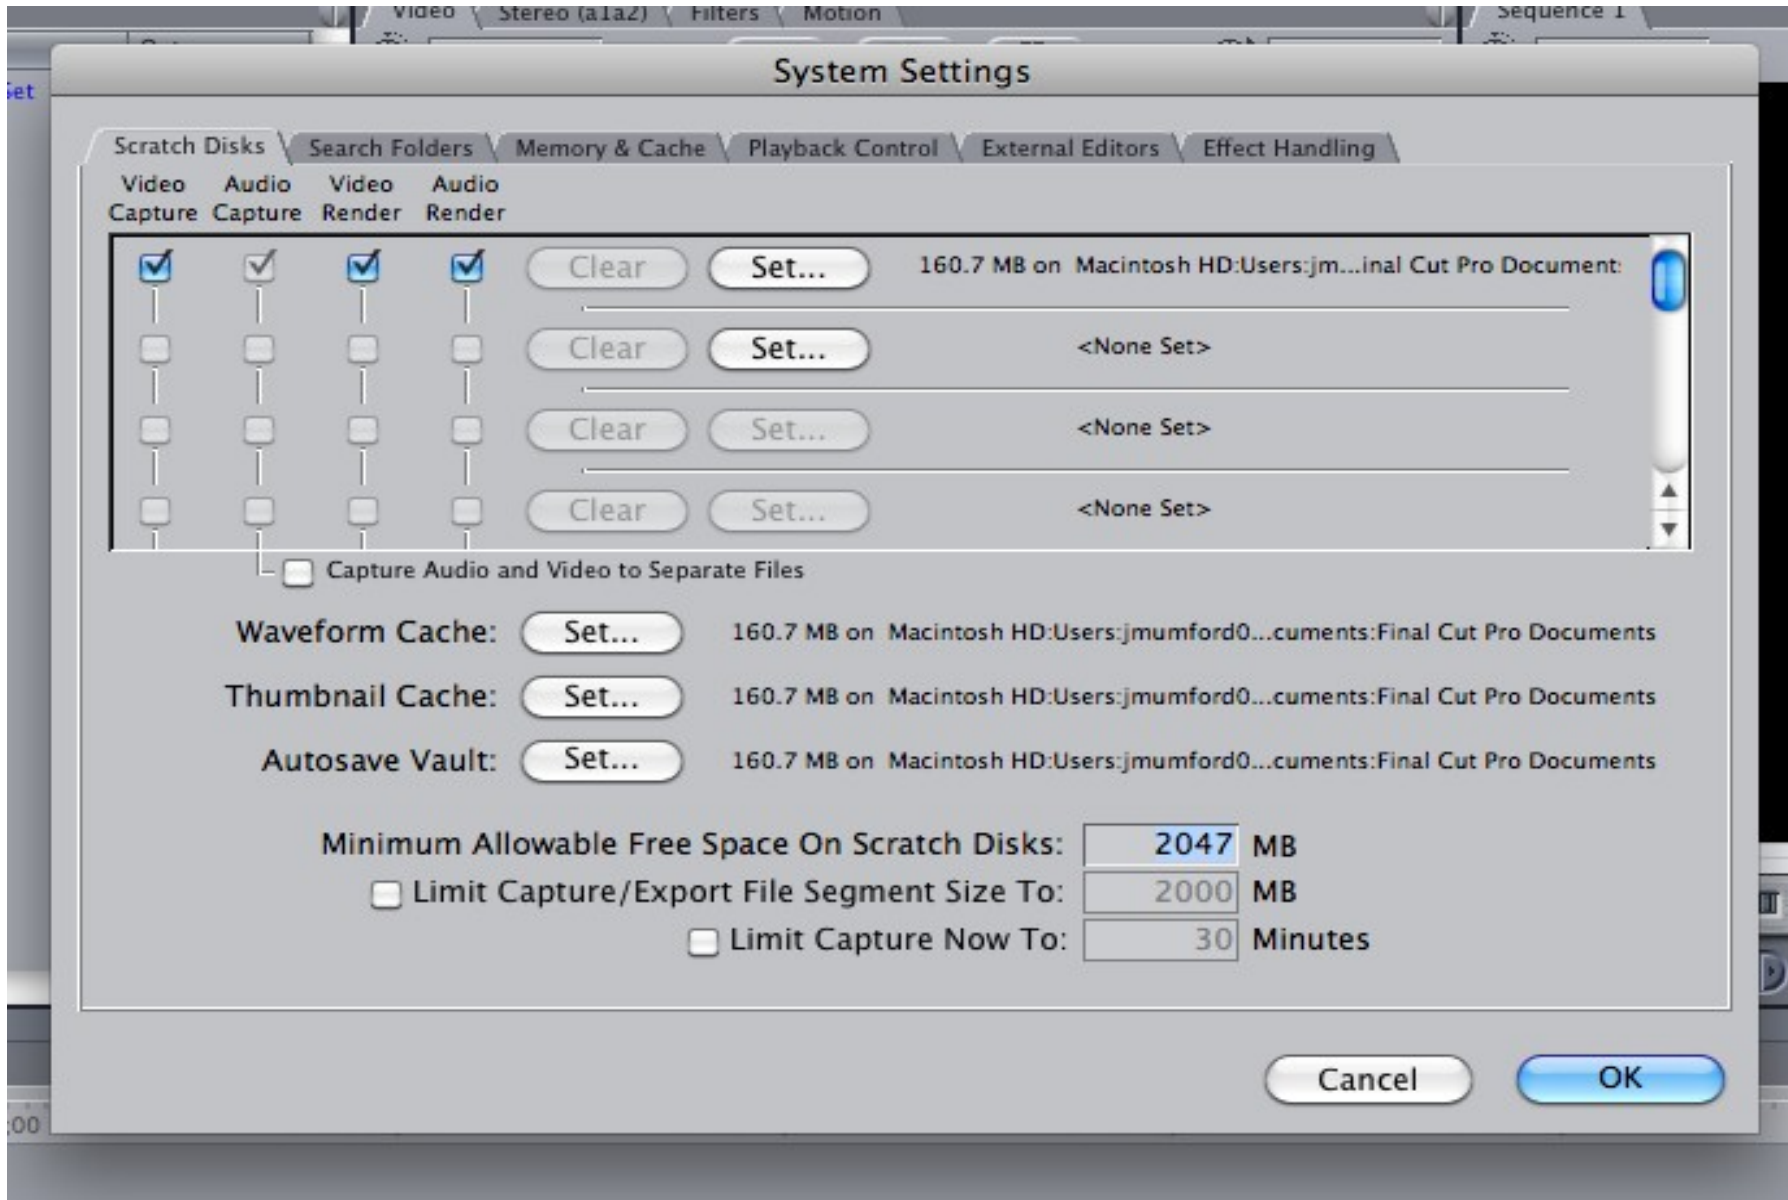 Video Stereo (a1a2) Filters Motion Sequence 1
Set
System Settings
Scratch Disks Search Folders Memory & Cache Playback Control External Editors Effect Handling
Video Audio Video Audio
Capture Capture Render Render
Clear Set... 160.7 MB on Macintosh HD:Users:jm...inal Cut Pro Document:
Clear Set... <None Set>
Clear Set... <None Set>
Clear Set... <None Set>
Capture Audio and Video to Separate Files
Waveform Cache: Set... 160.7 MB on Macintosh HD:Users:jmumford0...cuments:Final Cut Pro Documents
Thumbnail Cache: Set... 160.7 MB on Macintosh HD:Users:jmumford0...cuments:Final Cut Pro Documents
Autosave Vault: Set... 160.7 MB on Macintosh HD:Users:jmumford0...cuments:Final Cut Pro Documents
Minimum Allowable Free Space On Scratch Disks: 2047 MB
Limit Capture/Export File Segment Size To: 2000 MB
Limit Capture Now To: 30 Minutes
Cancel OK
:00